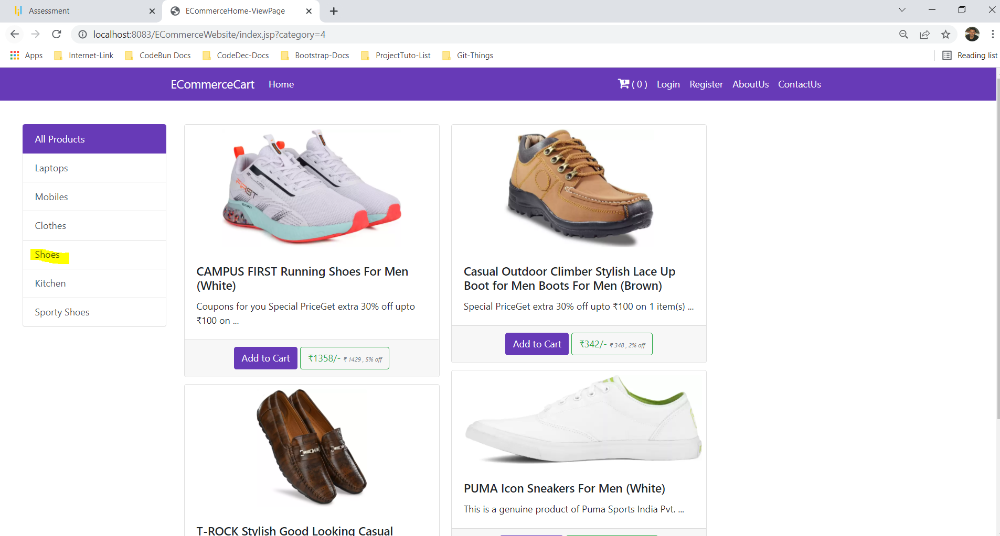 Assessment
ECommerceHome-ViewPage
localhost:8083/ECommerceWebsite/index.jsp?category=4
Apps
Internet-Link
CodeBun Docs
CodeDec-Docs
Bootstrap-Docs
ProjectTuto-List
Git-Things
Reading list
ECommerceCart
Home
( 0 )
Login
Register
AboutUs
ContactUs
All Products
Laptops
Mobiles
Clothes
Shoes
Kitchen
Sporty Shoes
FIRST
CAMPUS FIRST Running Shoes For Men
(White)
Coupons for you Special PriceGet extra 30% off upto
₹100 on ...
Add to Cart
₹1358/- ₹ 1429 , 5% off
Casual Outdoor Climber Stylish Lace Up
Boot for Men Boots For Men (Brown)
Special PriceGet extra 30% off upto ₹100 on 1 item(s) ...
Add to Cart
₹342/- ₹ 348 , 2% off
T-ROCK Stylish Good Looking Casual
PUMA Icon Sneakers For Men (White)
This is a genuine product of Puma Sports India Pvt. ...